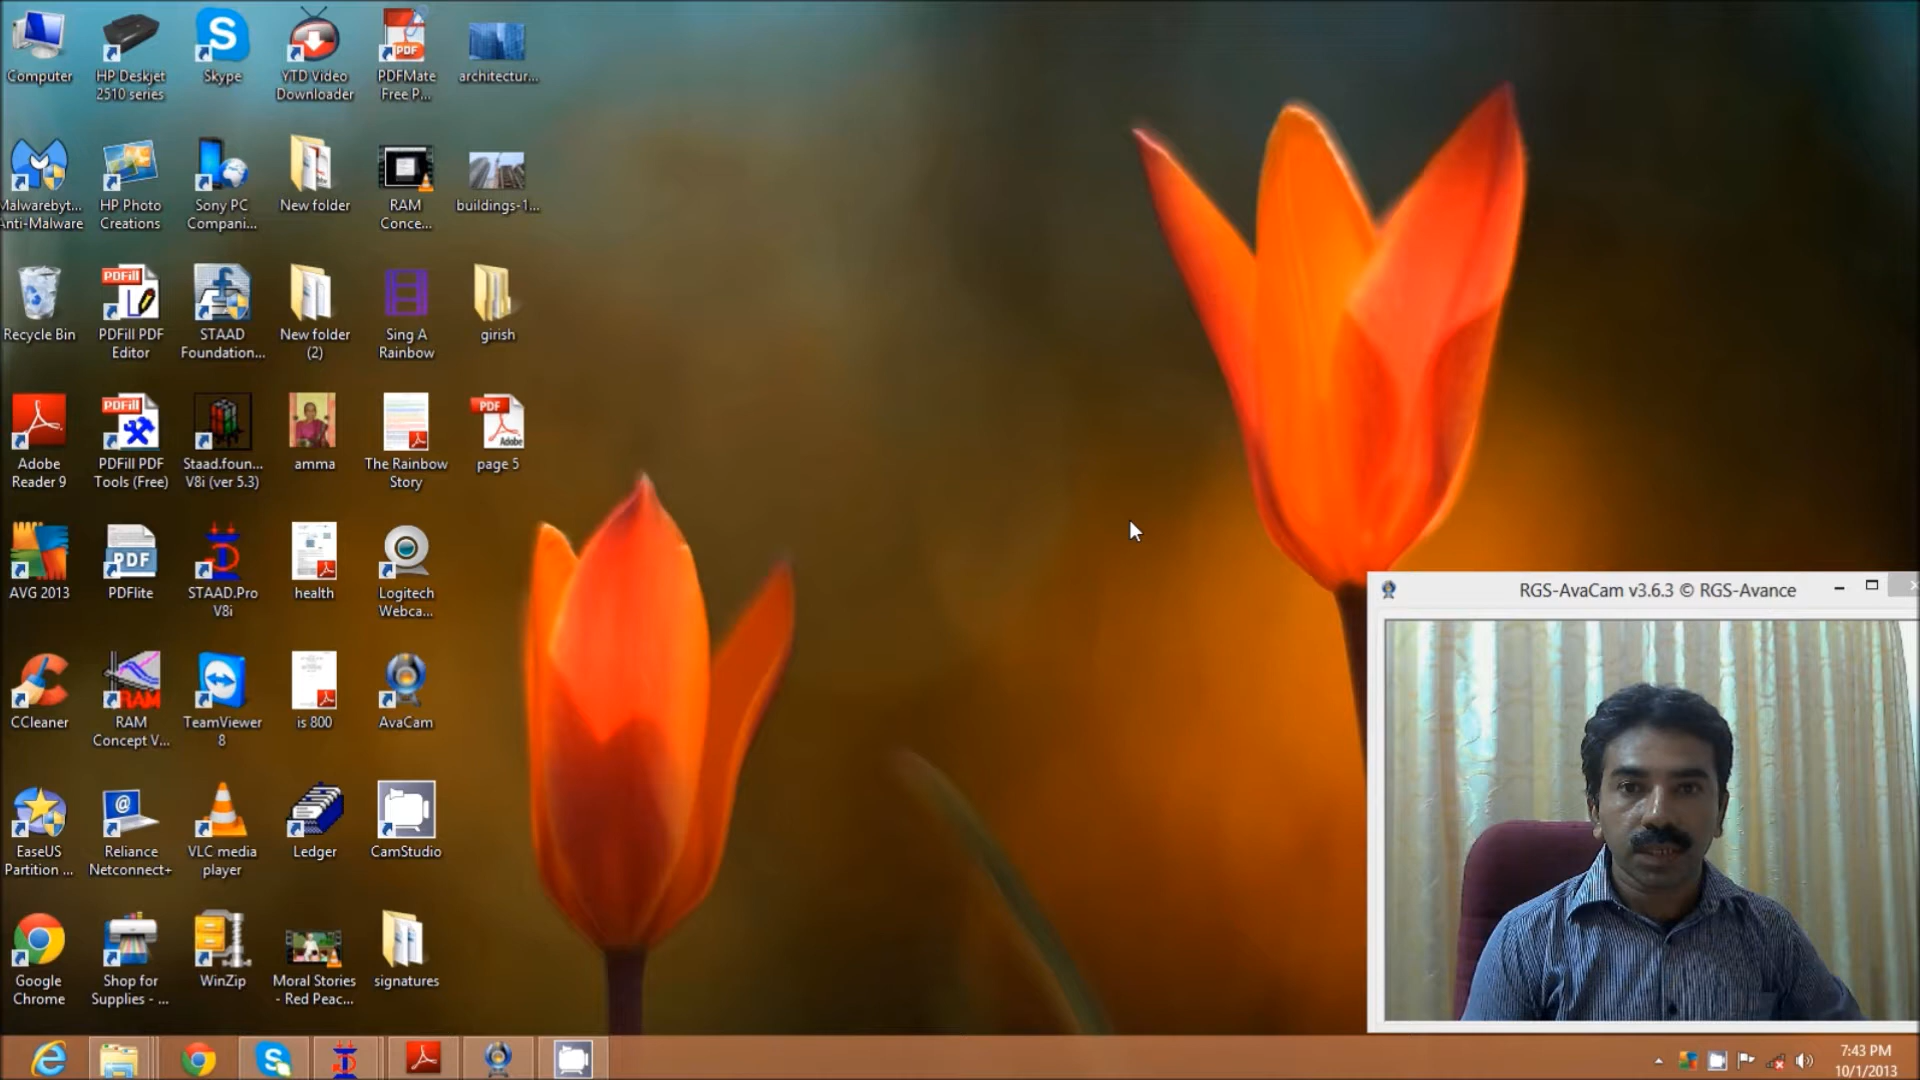 Computer
HP Deskjet
2510 series
Skype
YTD Video
Downloader
PDFMate
Free P...
architectur...
Malwarebyt...
Anti-Malware
HP Photo
Creations
Sony PC
Compani...
New folder
RAM
Conce...
buildings-1...
Recycle Bin
PDFill PDF
Editor
STAAD
Foundation...
New folder
(2)
Sing A
Rainbow
girish
Adobe
Reader 9
PDFill PDF
Tools (Free)
Staad.foun...
V8i (ver 5.3)
amma
The Rainbow
Story
page 5
AVG 2013
PDFlite
STAAD.Pro
V8i
health
Logitech
Webca...
RGS-AvaCam v3.6.3 © RGS-Avance
CCleaner
RAM
Concept V...
TeamViewer
8
is 800
AvaCam
EaseUS
Partition ...
Reliance
Netconnect+
VLC media
player
Ledger
CamStudio
Google
Chrome
Shop for
Supplies - ...
WinZip
Moral Stories
- Red Peac...
signatures
7:43 PM
10/1/2013